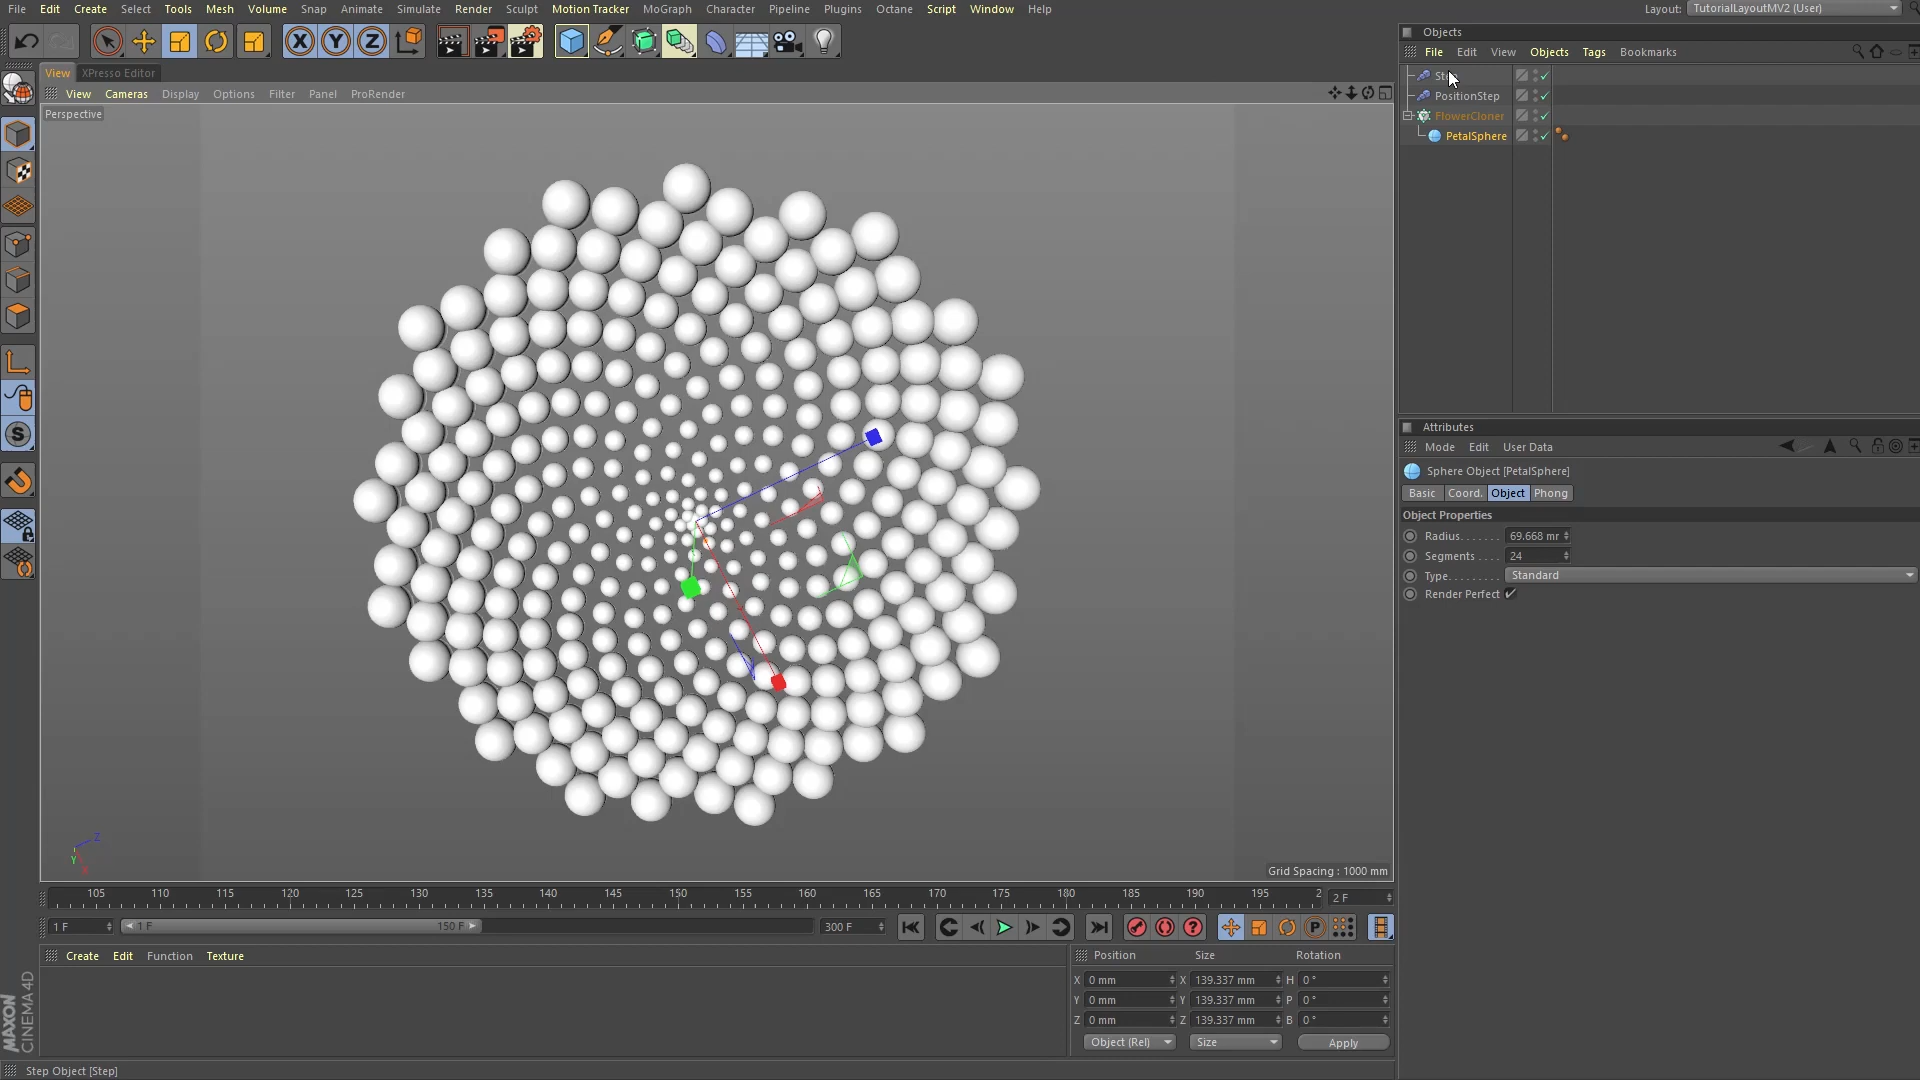 File Edit Create Select Tools Mesh Volume Snap Animate Simulate Render Sculpt Motion Tracker MoGraph Character Pipeline Plugins Octane Script Window Help Layout: TutorialLayoutMV2 (User)
Objects
File Edit View Objects Tags Bookmarks
View XPresso Editor
View Cameras Display Options Filter Panel ProRender
Perspective
PositionStep
FlowerCloner
PetalSphere
Attributes
Mode Edit User Data
Sphere Object [PetalSphere]
Basic Coord. Object Phong
Object Properties
Radius....... 69.668 mr
Segments.... 24
Type........ Standard
Render Perfect
Z
Y
X
Grid Spacing : 1000 mm
105 110 115 120 125 130 135 140 145 150 155 160 165 170 175 180 185 190 195 2 2 F
1 F 1 F 150 F 300 F
Create Edit Function Texture
Position Size Rotation
X 0 mm X 139.337 mm H 0 °
Y 0 mm Y 139.337 mm P 0 °
Z 0 mm Z 139.337 mm B 0 °
Object (Rel) Size Apply
MAXON
CINEMA 4D
Step Object [Step]